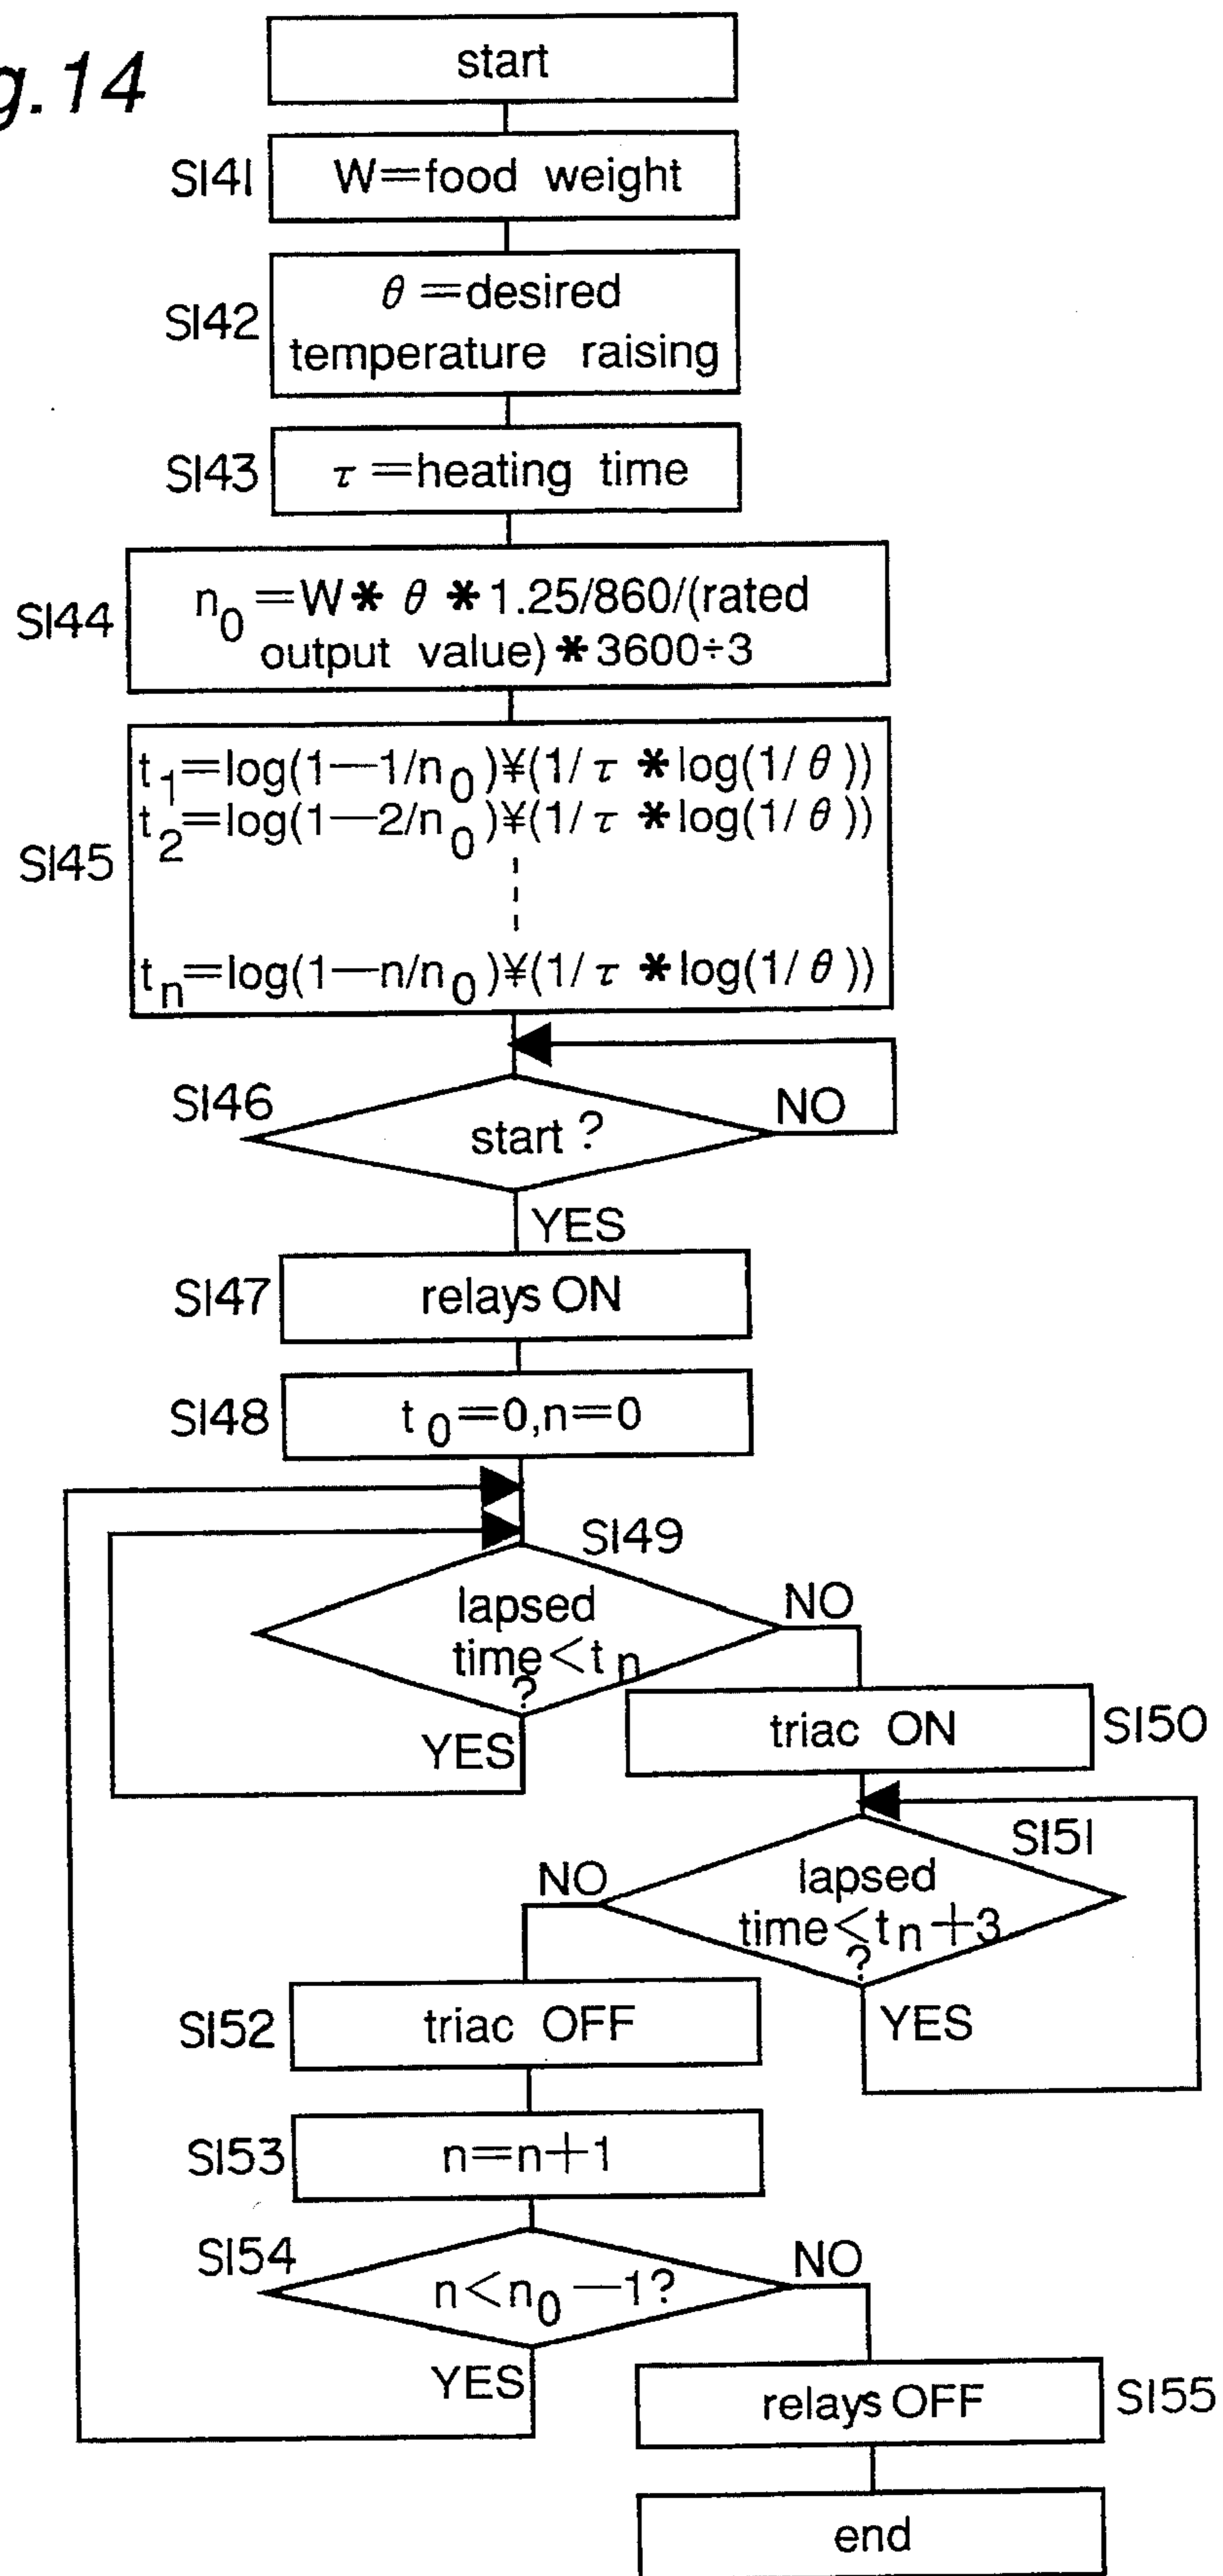 g.14
start
S141 W=food weight
S142 θ=desired
temperature raising
S143 τ=heating time
S144 n0=W* θ *1.25/860/(rated
output value)*3600÷3
S145
t1=log(1—1/n0)¥(1/τ *log(1/θ))
t2=log(1—2/n0)¥(1/τ *log(1/θ))
tn=log(1—n/n0)¥(1/τ *log(1/θ))
S146 start ? NO
YES
S147 relays ON
S148 t0=0,n=0
S149
lapsed
time<tn
?
NO
YES
triac ON S150
S151
lapsed
time<tn+3
?
NO
YES
S152 triac OFF
S153 n=n+1
S154 n<n0—1? NO
YES
relays OFF S155
end